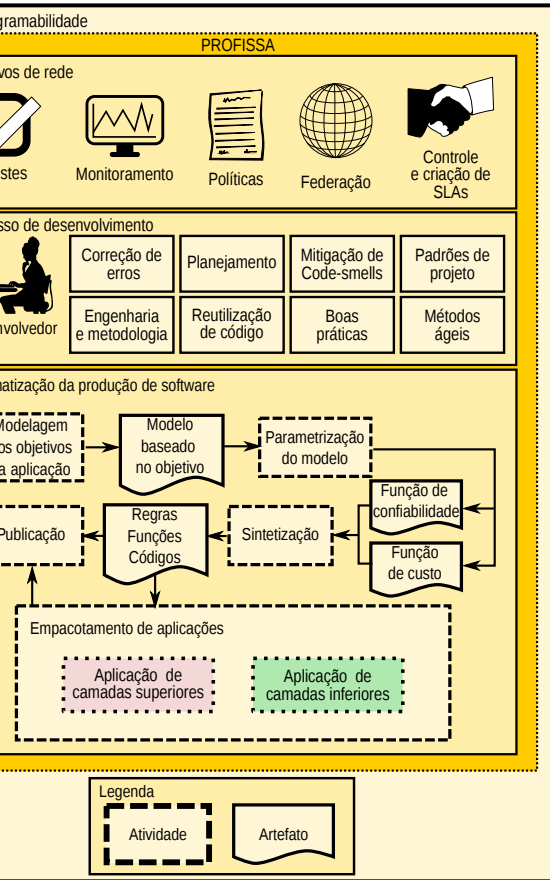 gramabilidade
PROFISSA
vos de rede
stes
Monitoramento
Políticas
Federação
Controle
e criação de
SLAs
sso de desenvolvimento
nvolvedor
Correção de
erros
Planejamento
Mitigação de
Code-smells
Padrões de
projeto
Engenharia
e metodologia
Reutilização
de código
Boas
práticas
Métodos
ágeis
matização da produção de software
Modelagem
os objetivos
a aplicação
Modelo
baseado
no objetivo
Parametrização
do modelo
Função de
confiabilidade
Função
de custo
Sintetização
Regras
Funções
Códigos
Publicação
Empacotamento de aplicações
Aplicação de
camadas superiores
Aplicação de
camadas inferiores
Legenda
Atividade
Artefato